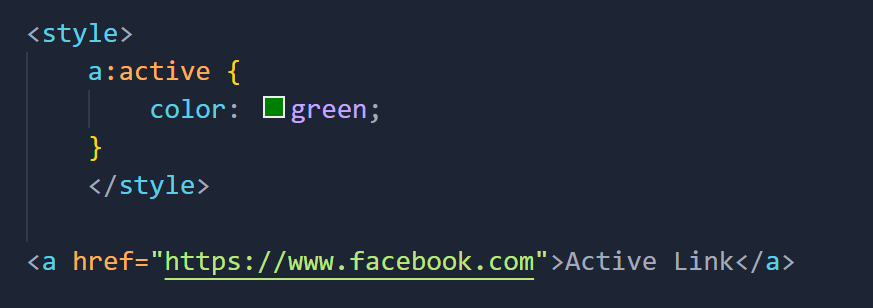 <style>
    a:active {
        color: green;
    }
    </style>

<a href="https://www.facebook.com">Active Link</a>